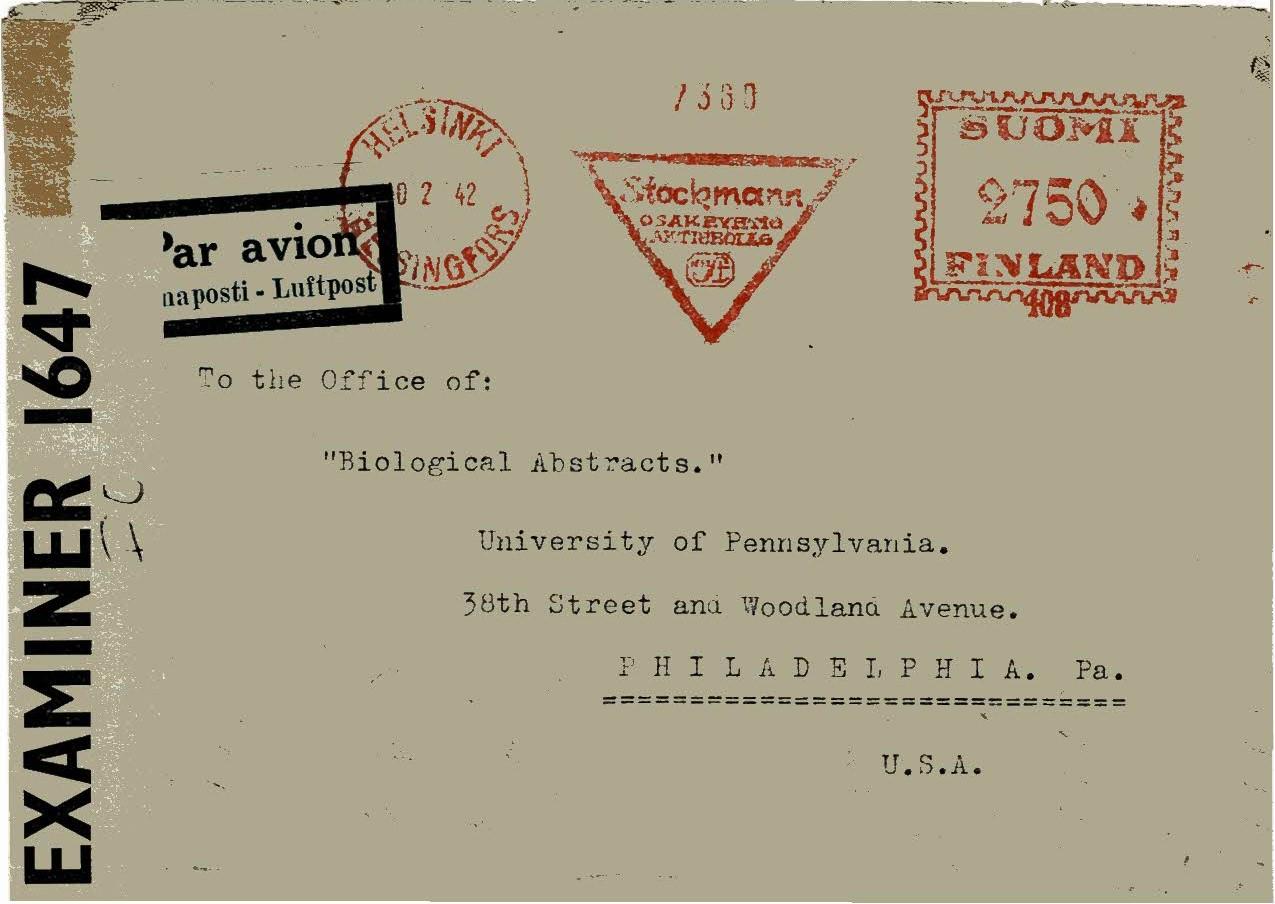 HELSINKI
0 2 42
HELSINGFORS
Stockmann
OSAKEYHTIÖ
AKTIEBOLAG
SUOMI
2750
FINLAND
408
'ar avion
naposti - Luftpost
EXAMINER 1647
To the Office of:
"Biological Abstracts."
University of Pennsylvania.
38th Street and Woodland Avenue.
PHILADELPHIA. Pa.
U.S.A.